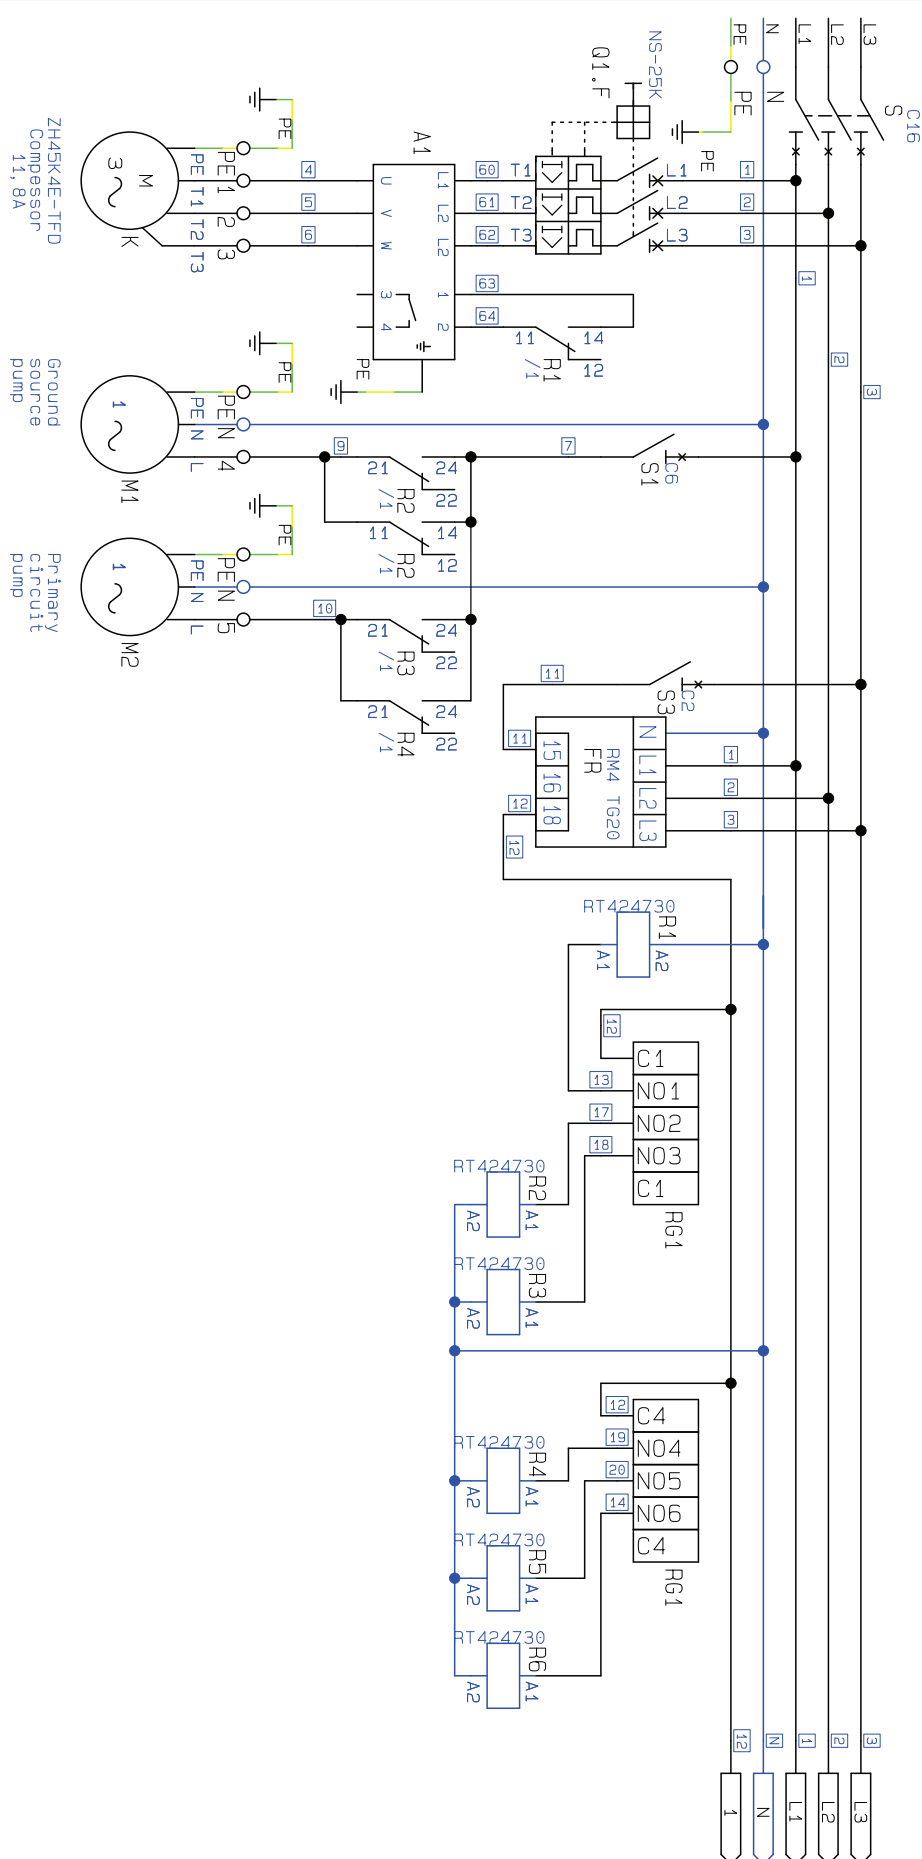 L3
L2
L1
N
PE
C16
S
N
PE
PE
NS-25K
Q1.F
L1
L2
L3
1
2
3
T1
T2
T3
60
61
62
A1
L1
L2
L2
1
2
U
V
W
3
4
63
64
11
14
12
R1
/1
PE
4
5
6
PE
PE
1
2
3
PE
T1
T2
T3
M
3
K
ZH45K4E-TFD
Compessor
11,8A
1
2
3
PE
PE
N
4
PE
N
L
1
M1
Ground
source
pump
9
21
24
22
R2
/1
7
C6
S1
11
14
12
R2
/1
PE
PE
N
5
PE
N
L
1
M2
Primary
circuit
pump
10
21
24
22
R3
/1
21
24
22
R4
/1
11
C2
S3
11
12
12
15
16
18
FR
RM4 TG20
N
L1
L2
L3
1
2
3
RT424730
R1
A1
A2
12
13
17
18
C1
NO1
NO2
NO3
C1
RG1
RT424730
R2
A2
A1
RT424730
R3
A2
A1
12
19
20
14
C4
NO4
NO5
NO6
C4
RG1
RT424730
R4
A2
A1
RT424730
R5
A2
A1
RT424730
R6
A2
A1
12
N
1
2
3
1
N
L1
L2
L3